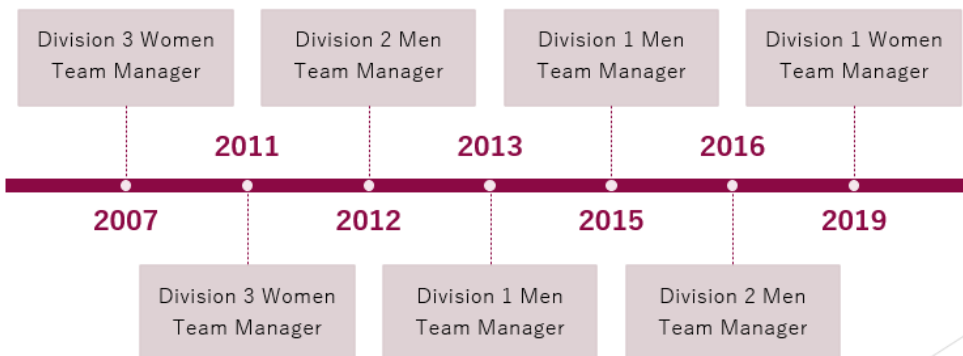 Division 3 Women
Team Manager
Division 2 Men
Team Manager
Division 1 Men
Team Manager
Division 1 Women
Team Manager
2011
2013
2016
2007
2012
2015
2019
Division 3 Women
Team Manager
Division 1 Men
Team Manager
Division 2 Men
Team Manager